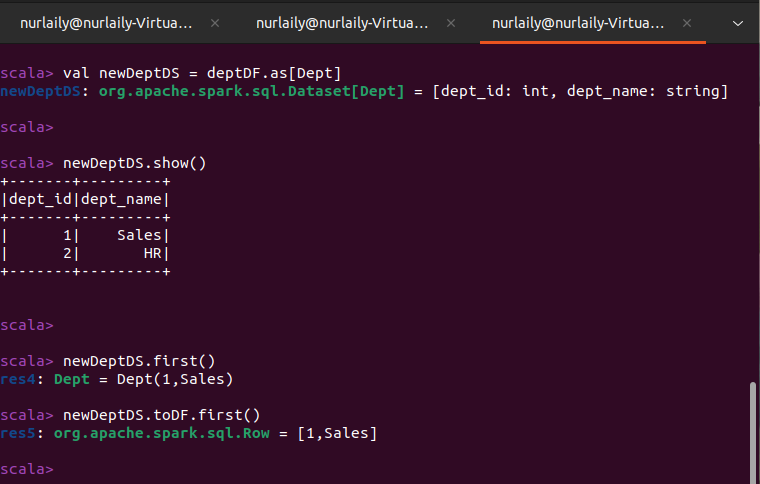 nurlaily@nurlaily-Virtua... × nurlaily@nurlaily-Virtua... × nurlaily@nurlaily-Virtua... ×
scala> val newDeptDS = deptDF.as[Dept]
newDeptDS: org.apache.spark.sql.Dataset[Dept] = [dept_id: int, dept_name: string]
scala>
scala> newDeptDS.show()
+-------+---------+
|dept_id|dept_name|
+-------+---------+
|      1|    Sales|
|      2|       HR|
+-------+---------+
scala>
scala> newDeptDS.first()
res4: Dept = Dept(1,Sales)
scala> newDeptDS.toDF.first()
res5: org.apache.spark.sql.Row = [1,Sales]
scala>